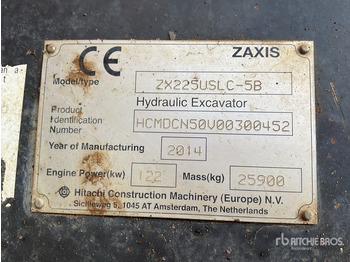 ZAXIS
CE
Model/type ZX225USLC-5B
Product Hydraulic Excavator
Identification
Number HCMDCN50V00300452
Year of Manufacturing 2014
Engine Power(kw) 122 Mass(kg) 25900
Hitachi Construction Machinery (Europe) N.V.
Sicilieweg 5, 1045 AT Amsterdam, The Netherlands
RITCHIE BROS